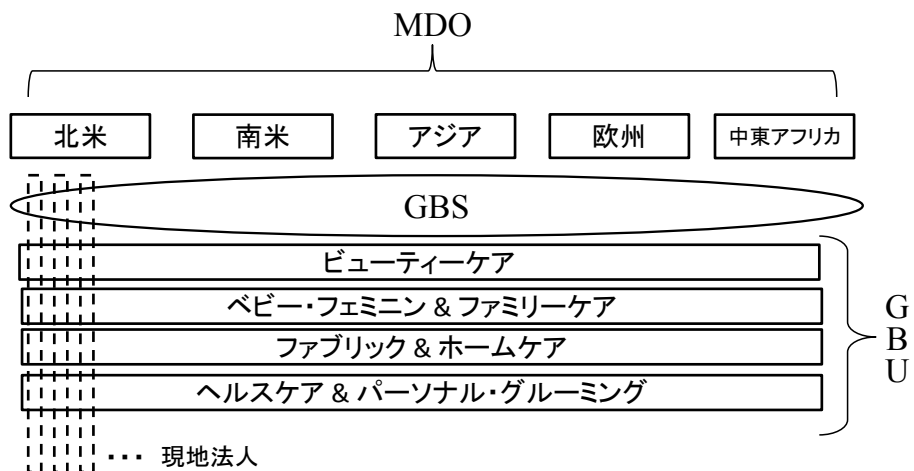 MDO
北米 南米 アジア 欧州 中東アフリカ
GBS
ビューティーケア
ベビー・フェミニン & ファミリーケア
ファブリック & ホームケア
ヘルスケア & パーソナル・グルーミング
GBU
・・・ 現地法人